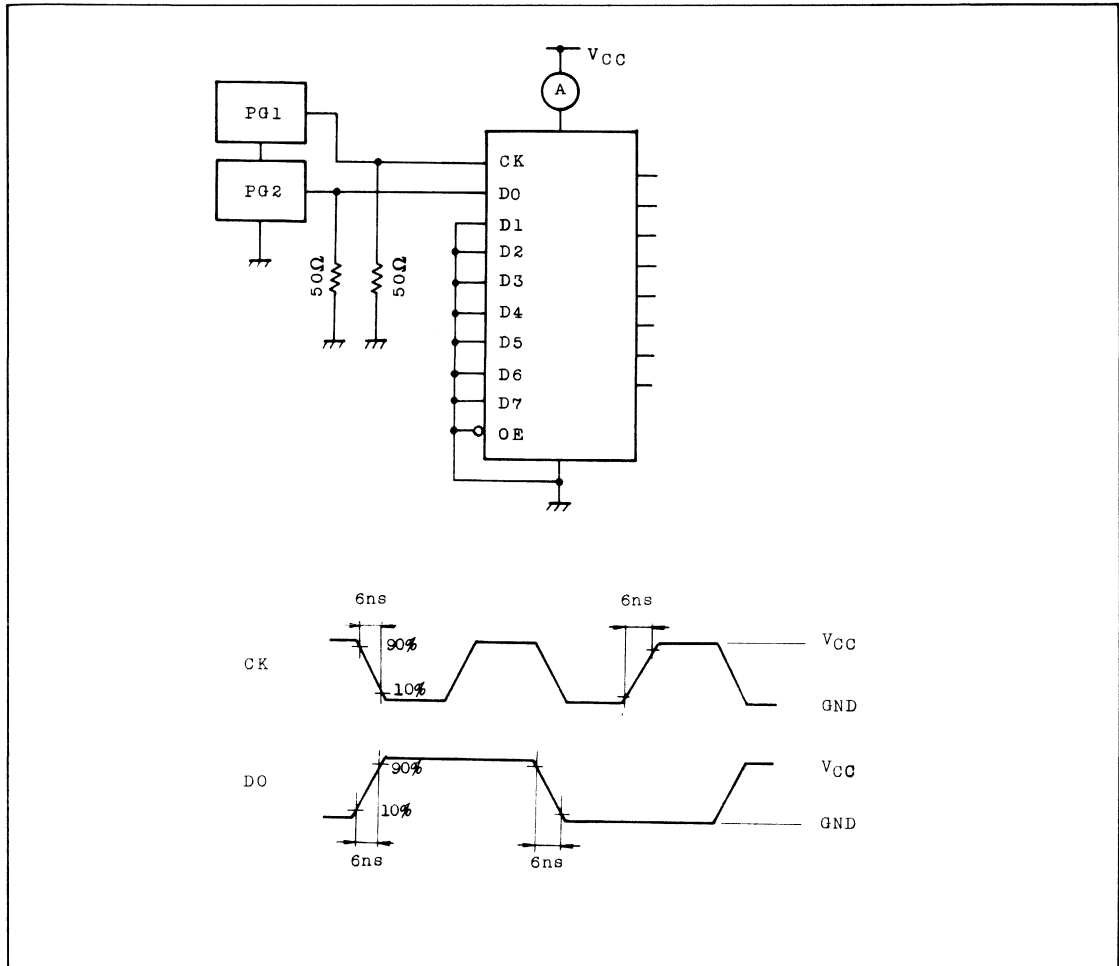 VCC
A
PG1
PG2
CK
D0
D1
D2
D3
D4
D5
D6
D7
OE
50Ω
50Ω
6ns
6ns
90%
10%
CK
VCC
GND
90%
10%
D0
VCC
GND
6ns
6ns